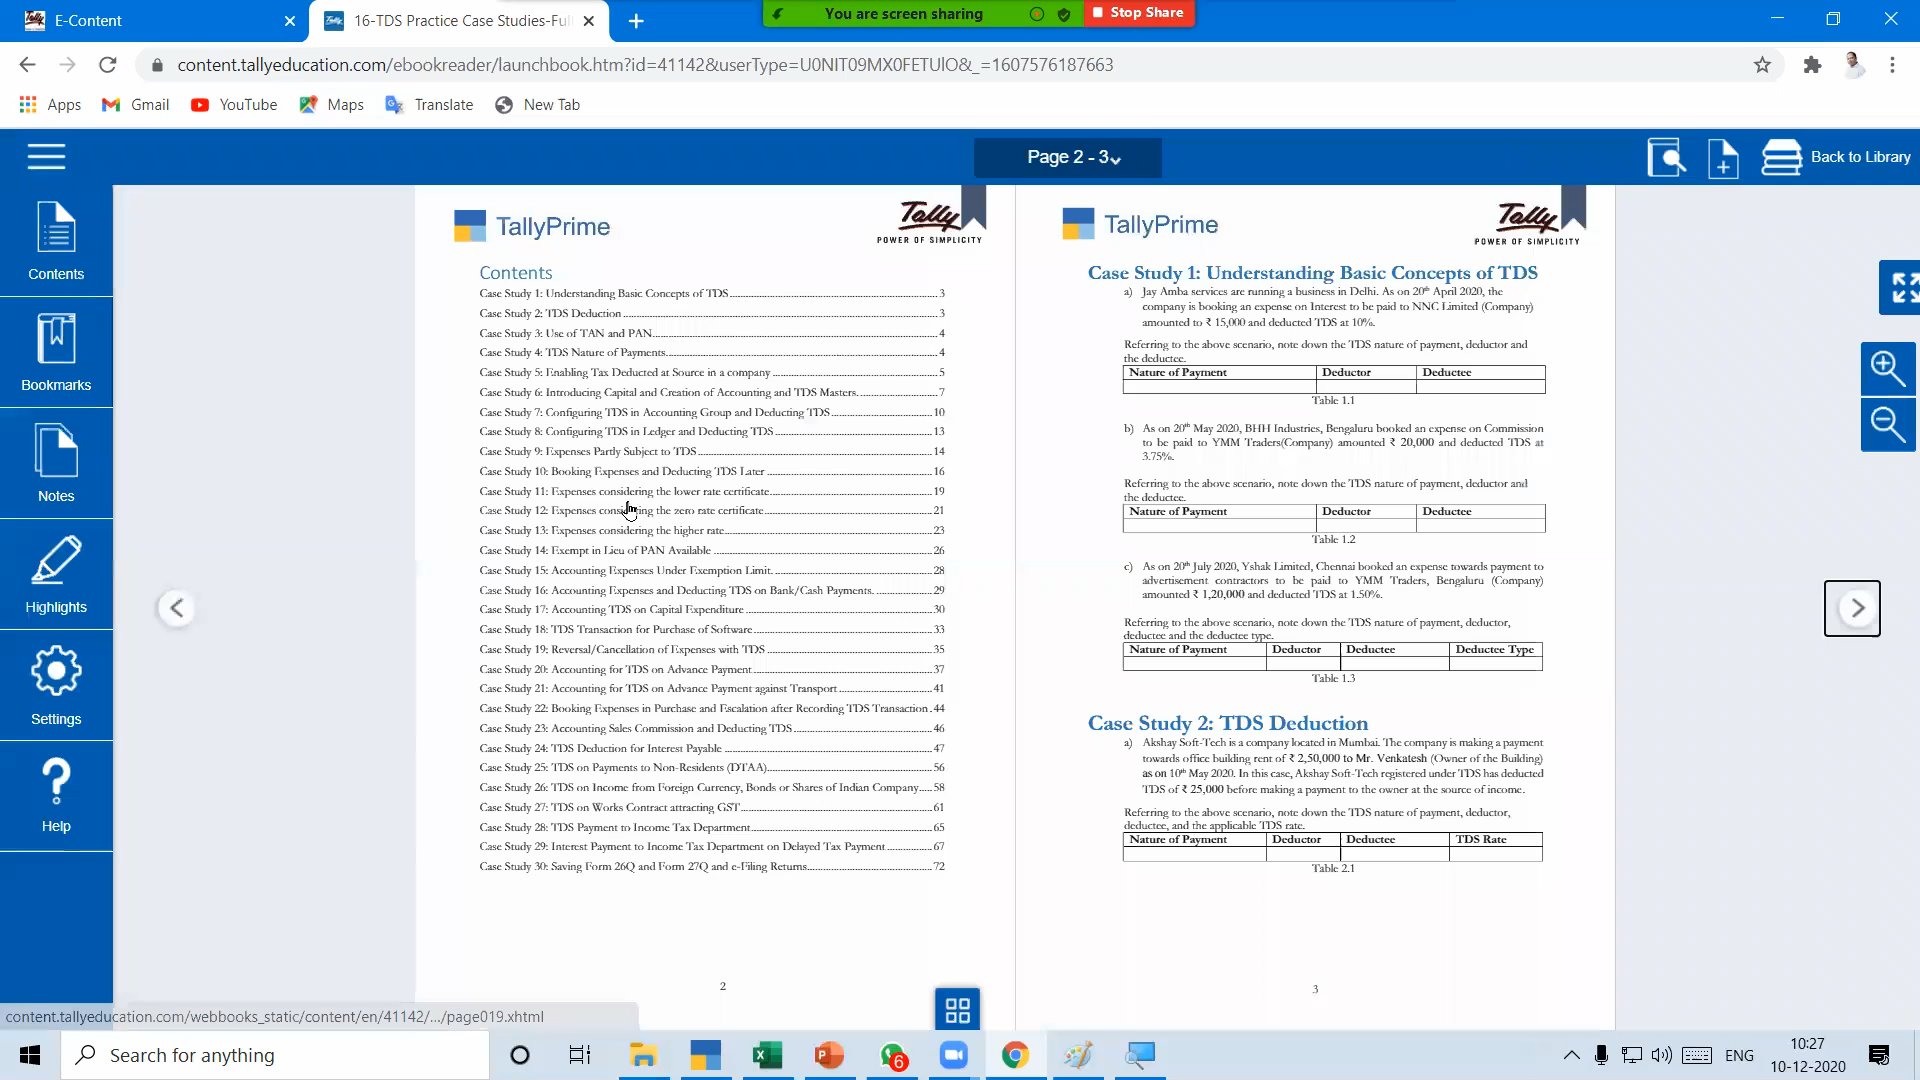 E-Content
16-TDS Practice Case Studies-Ful
You are screen sharing
Stop Share
content.tallyeducation.com/ebookreader/launchbook.htm?id=41142&userType=U0NIT09MX0FETUlO&_=1607576187663
Apps
Gmail
YouTube
Maps
Translate
New Tab
Page 2 - 3
Back to Library
Contents
Bookmarks
Notes
Highlights
Settings
Help
TallyPrime
Tally
POWER OF SIMPLICITY
Contents
Case Study 1: Understanding Basic Concepts of TDS 3
Case Study 2: TDS Deduction 3
Case Study 3: Use of TAN and PAN 4
Case Study 4: TDS Nature of Payments 4
Case Study 5: Enabling Tax Deducted at Source in a company 5
Case Study 6: Introducing Capital and Creation of Accounting and TDS Masters. 7
Case Study 7: Configuring TDS in Accounting Group and Deducting TDS 10
Case Study 8: Configuring TDS in Ledger and Deducting TDS 13
Case Study 9: Expenses Partly Subject to TDS 14
Case Study 10: Booking Expenses and Deducting TDS Later 16
Case Study 11: Expenses considering the lower rate certificate 19
Case Study 12: Expenses considering the zero rate certificate 21
Case Study 13: Expenses considering the higher rate 23
Case Study 14: Exempt in Lieu of PAN Available 26
Case Study 15: Accounting Expenses Under Exemption Limit. 28
Case Study 16: Accounting Expenses and Deducting TDS on Bank/Cash Payments. 29
Case Study 17: Accounting TDS on Capital Expenditure 30
Case Study 18: TDS Transaction for Purchase of Software 33
Case Study 19: Reversal/Cancellation of Expenses with TDS 35
Case Study 20: Accounting for TDS on Advance Payment 37
Case Study 21: Accounting for TDS on Advance Payment against Transport 41
Case Study 22: Booking Expenses in Purchase and Escalation after Recording TDS Transaction . 44
Case Study 23: Accounting Sales Commission and Deducting TDS 46
Case Study 24: TDS Deduction for Interest Payable 47
Case Study 25: TDS on Payments to Non-Residents (DTAA) 56
Case Study 26: TDS on Income from Foreign Currency, Bonds or Shares of Indian Company 58
Case Study 27: TDS on Works Contract attracting GST 61
Case Study 28: TDS Payment to Income Tax Department 65
Case Study 29: Interest Payment to Income Tax Department on Delayed Tax Payment 67
Case Study 30: Saving Form 26Q and Form 27Q and e-Filing Returns 72
2
TallyPrime
Tally
POWER OF SIMPLICITY
Case Study 1: Understanding Basic Concepts of TDS
a) Jay Amba services are running a business in Delhi. As on 20th April 2020, the
company is booking an expense on Interest to be paid to NNC Limited (Company)
amounted to ₹ 15,000 and deducted TDS at 10%.
Referring to the above scenario, note down the TDS nature of payment, deductor and
the deductee.
Nature of Payment Deductor Deductee
Table 1.1
b) As on 20th May 2020, BHH Industries, Bengaluru booked an expense on Commission
to be paid to YMM Traders(Company) amounted ₹ 20,000 and deducted TDS at
3.75%.
Referring to the above scenario, note down the TDS nature of payment, deductor and
the deductee.
Nature of Payment Deductor Deductee
Table 1.2
c) As on 20th July 2020, Yshak Limited, Chennai booked an expense towards payment to
advertisement contractors to be paid to YMM Traders, Bengaluru (Company)
amounted ₹ 1,20,000 and deducted TDS at 1.50%.
Referring to the above scenario, note down the TDS nature of payment, deductor,
deductee and the deductee type.
Nature of Payment Deductor Deductee Deductee Type
Table 1.3
Case Study 2: TDS Deduction
a) Akshay Soft-Tech is a company located in Mumbai. The company is making a payment
towards office building rent of ₹ 2,50,000 to Mr. Venkatesh (Owner of the Building)
as on 10th May 2020. In this case, Akshay Soft-Tech registered under TDS has deducted
TDS of ₹ 25,000 before making a payment to the owner at the source of income.
Referring to the above scenario, note down the TDS nature of payment, deductor,
deductee, and the applicable TDS rate.
Nature of Payment Deductor Deductee TDS Rate
Table 2.1
3
content.tallyeducation.com/webbooks_static/content/en/41142/.../page019.xhtml
Search for anything
6
ENG
10:27
10-12-2020